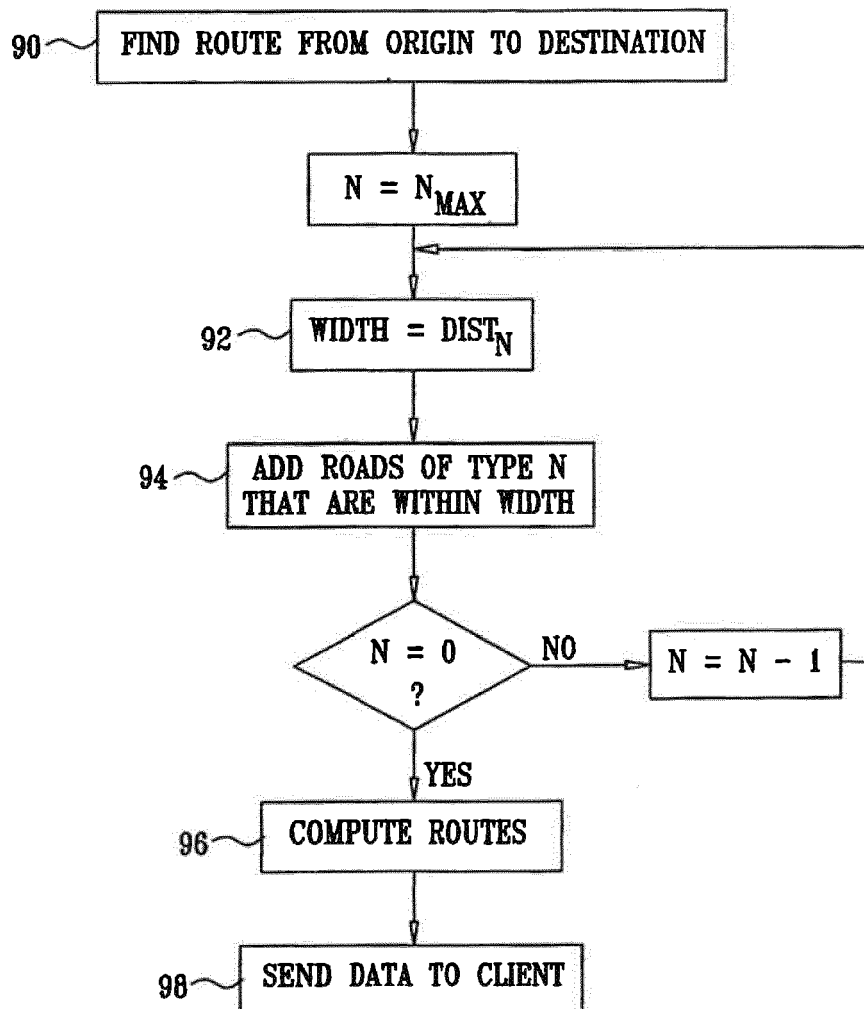 90 FIND ROUTE FROM ORIGIN TO DESTINATION
N = N_MAX
92 WIDTH = DIST_N
94 ADD ROADS OF TYPE N
THAT ARE WITHIN WIDTH
N = 0
?
NO
N = N - 1
YES
96 COMPUTE ROUTES
98 SEND DATA TO CLIENT